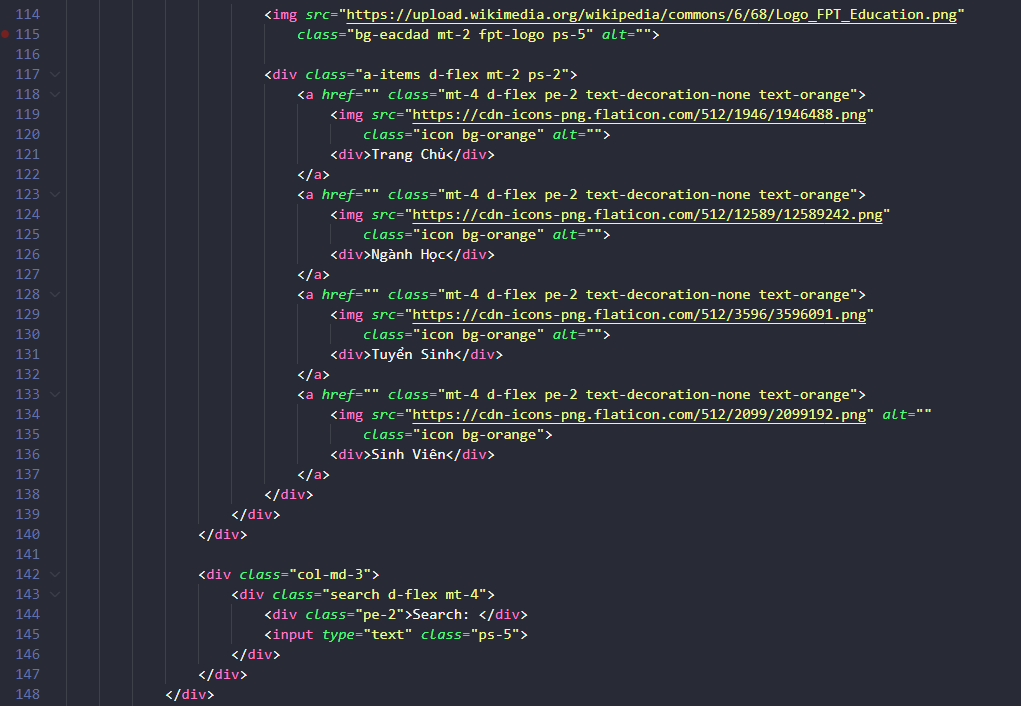 114 <img src="https://upload.wikimedia.org/wikipedia/commons/6/68/Logo_FPT_Education.png"
115 class="bg-eacdad mt-2 fpt-logo ps-5" alt="">
116
117 <div class="a-items d-flex mt-2 ps-2">
118 <a href="" class="mt-4 d-flex pe-2 text-decoration-none text-orange">
119 <img src="https://cdn-icons-png.flaticon.com/512/1946/1946488.png"
120 class="icon bg-orange" alt="">
121 <div>Trang Chủ</div>
122 </a>
123 <a href="" class="mt-4 d-flex pe-2 text-decoration-none text-orange">
124 <img src="https://cdn-icons-png.flaticon.com/512/12589/12589242.png"
125 class="icon bg-orange" alt="">
126 <div>Ngành Học</div>
127 </a>
128 <a href="" class="mt-4 d-flex pe-2 text-decoration-none text-orange">
129 <img src="https://cdn-icons-png.flaticon.com/512/3596/3596091.png"
130 class="icon bg-orange" alt="">
131 <div>Tuyển Sinh</div>
132 </a>
133 <a href="" class="mt-4 d-flex pe-2 text-decoration-none text-orange">
134 <img src="https://cdn-icons-png.flaticon.com/512/2099/2099192.png" alt=""
135 class="icon bg-orange">
136 <div>Sinh Viên</div>
137 </a>
138 </div>
139 </div>
140 </div>
141
142 <div class="col-md-3">
143 <div class="search d-flex mt-4">
144 <div class="pe-2">Search: </div>
145 <input type="text" class="ps-5">
146 </div>
147 </div>
148 </div>